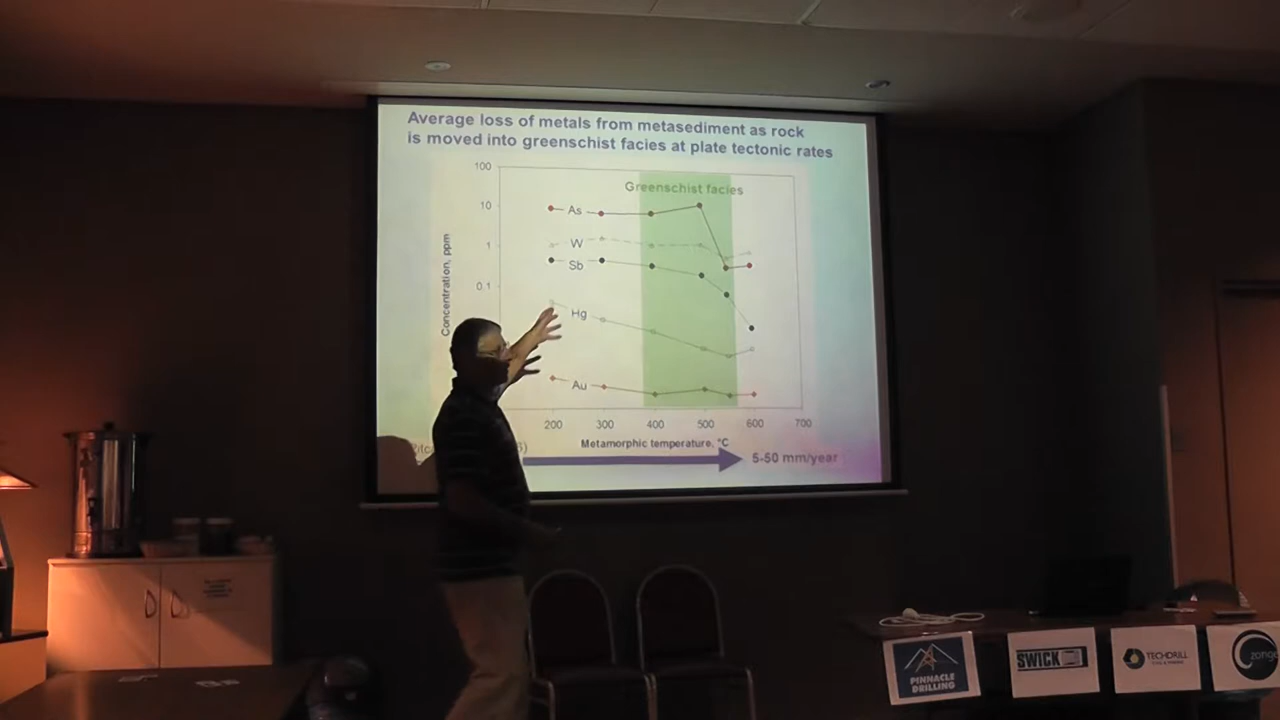 Average loss of metals from metasediment as rock
is moved into greenschist facies at plate tectonic rates
100
10
1
0.1
Concentration, ppm
Greenschist facies
As
W
Sb
Hg
Au
200 300 400 500 600 700
Metamorphic temperature, °C
5-50 mm/year
PINNACLE
DRILLING
SWICK
TECHDRILL
zonge